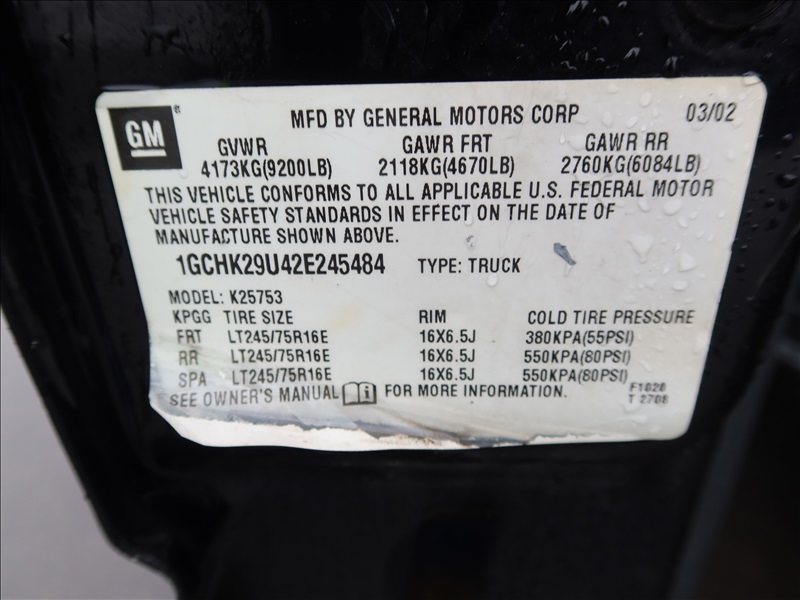 GM
MFD BY GENERAL MOTORS CORP 03/02
GVWR GAWR FRT GAWR RR
4173KG(9200LB) 2118KG(4670LB) 2760KG(6084LB)
THIS VEHICLE CONFORMS TO ALL APPLICABLE U.S. FEDERAL MOTOR
VEHICLE SAFETY STANDARDS IN EFFECT ON THE DATE OF
MANUFACTURE SHOWN ABOVE.
1GCHK29U42E245484 TYPE: TRUCK
MODEL: K25753
KPGG TIRE SIZE RIM COLD TIRE PRESSURE
FRT LT245/75R16E 16X6.5J 380KPA(55PSI)
RR LT245/75R16E 16X6.5J 550KPA(80PSI)
SPA LT245/75R16E 16X6.5J 550KPA(80PSI)
SEE OWNER'S MANUAL FOR MORE INFORMATION.